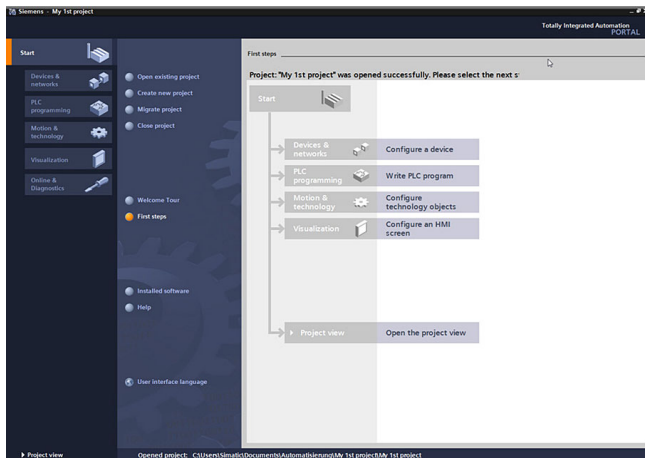 Siemens - My 1st project
Totally Integrated Automation
PORTAL
Start
Devices &
networks
PLC
programming
Motion &
technology
Visualization
Online &
Diagnostics
Open existing project
Create new project
Migrate project
Close project
Welcome Tour
First steps
Installed software
Help
User interface language
First steps
Project: "My 1st project" was opened successfully. Please select the next
Start
Devices &
networks
Configure a device
PLC
programming
Write PLC program
Motion &
technology
Configure
technology objects
Visualization
Configure an HMI
screen
Project view
Open the project view
Project view
Opened project: C:\Users\Simatic\Documents\Automatisierung\My 1st project\My 1st project